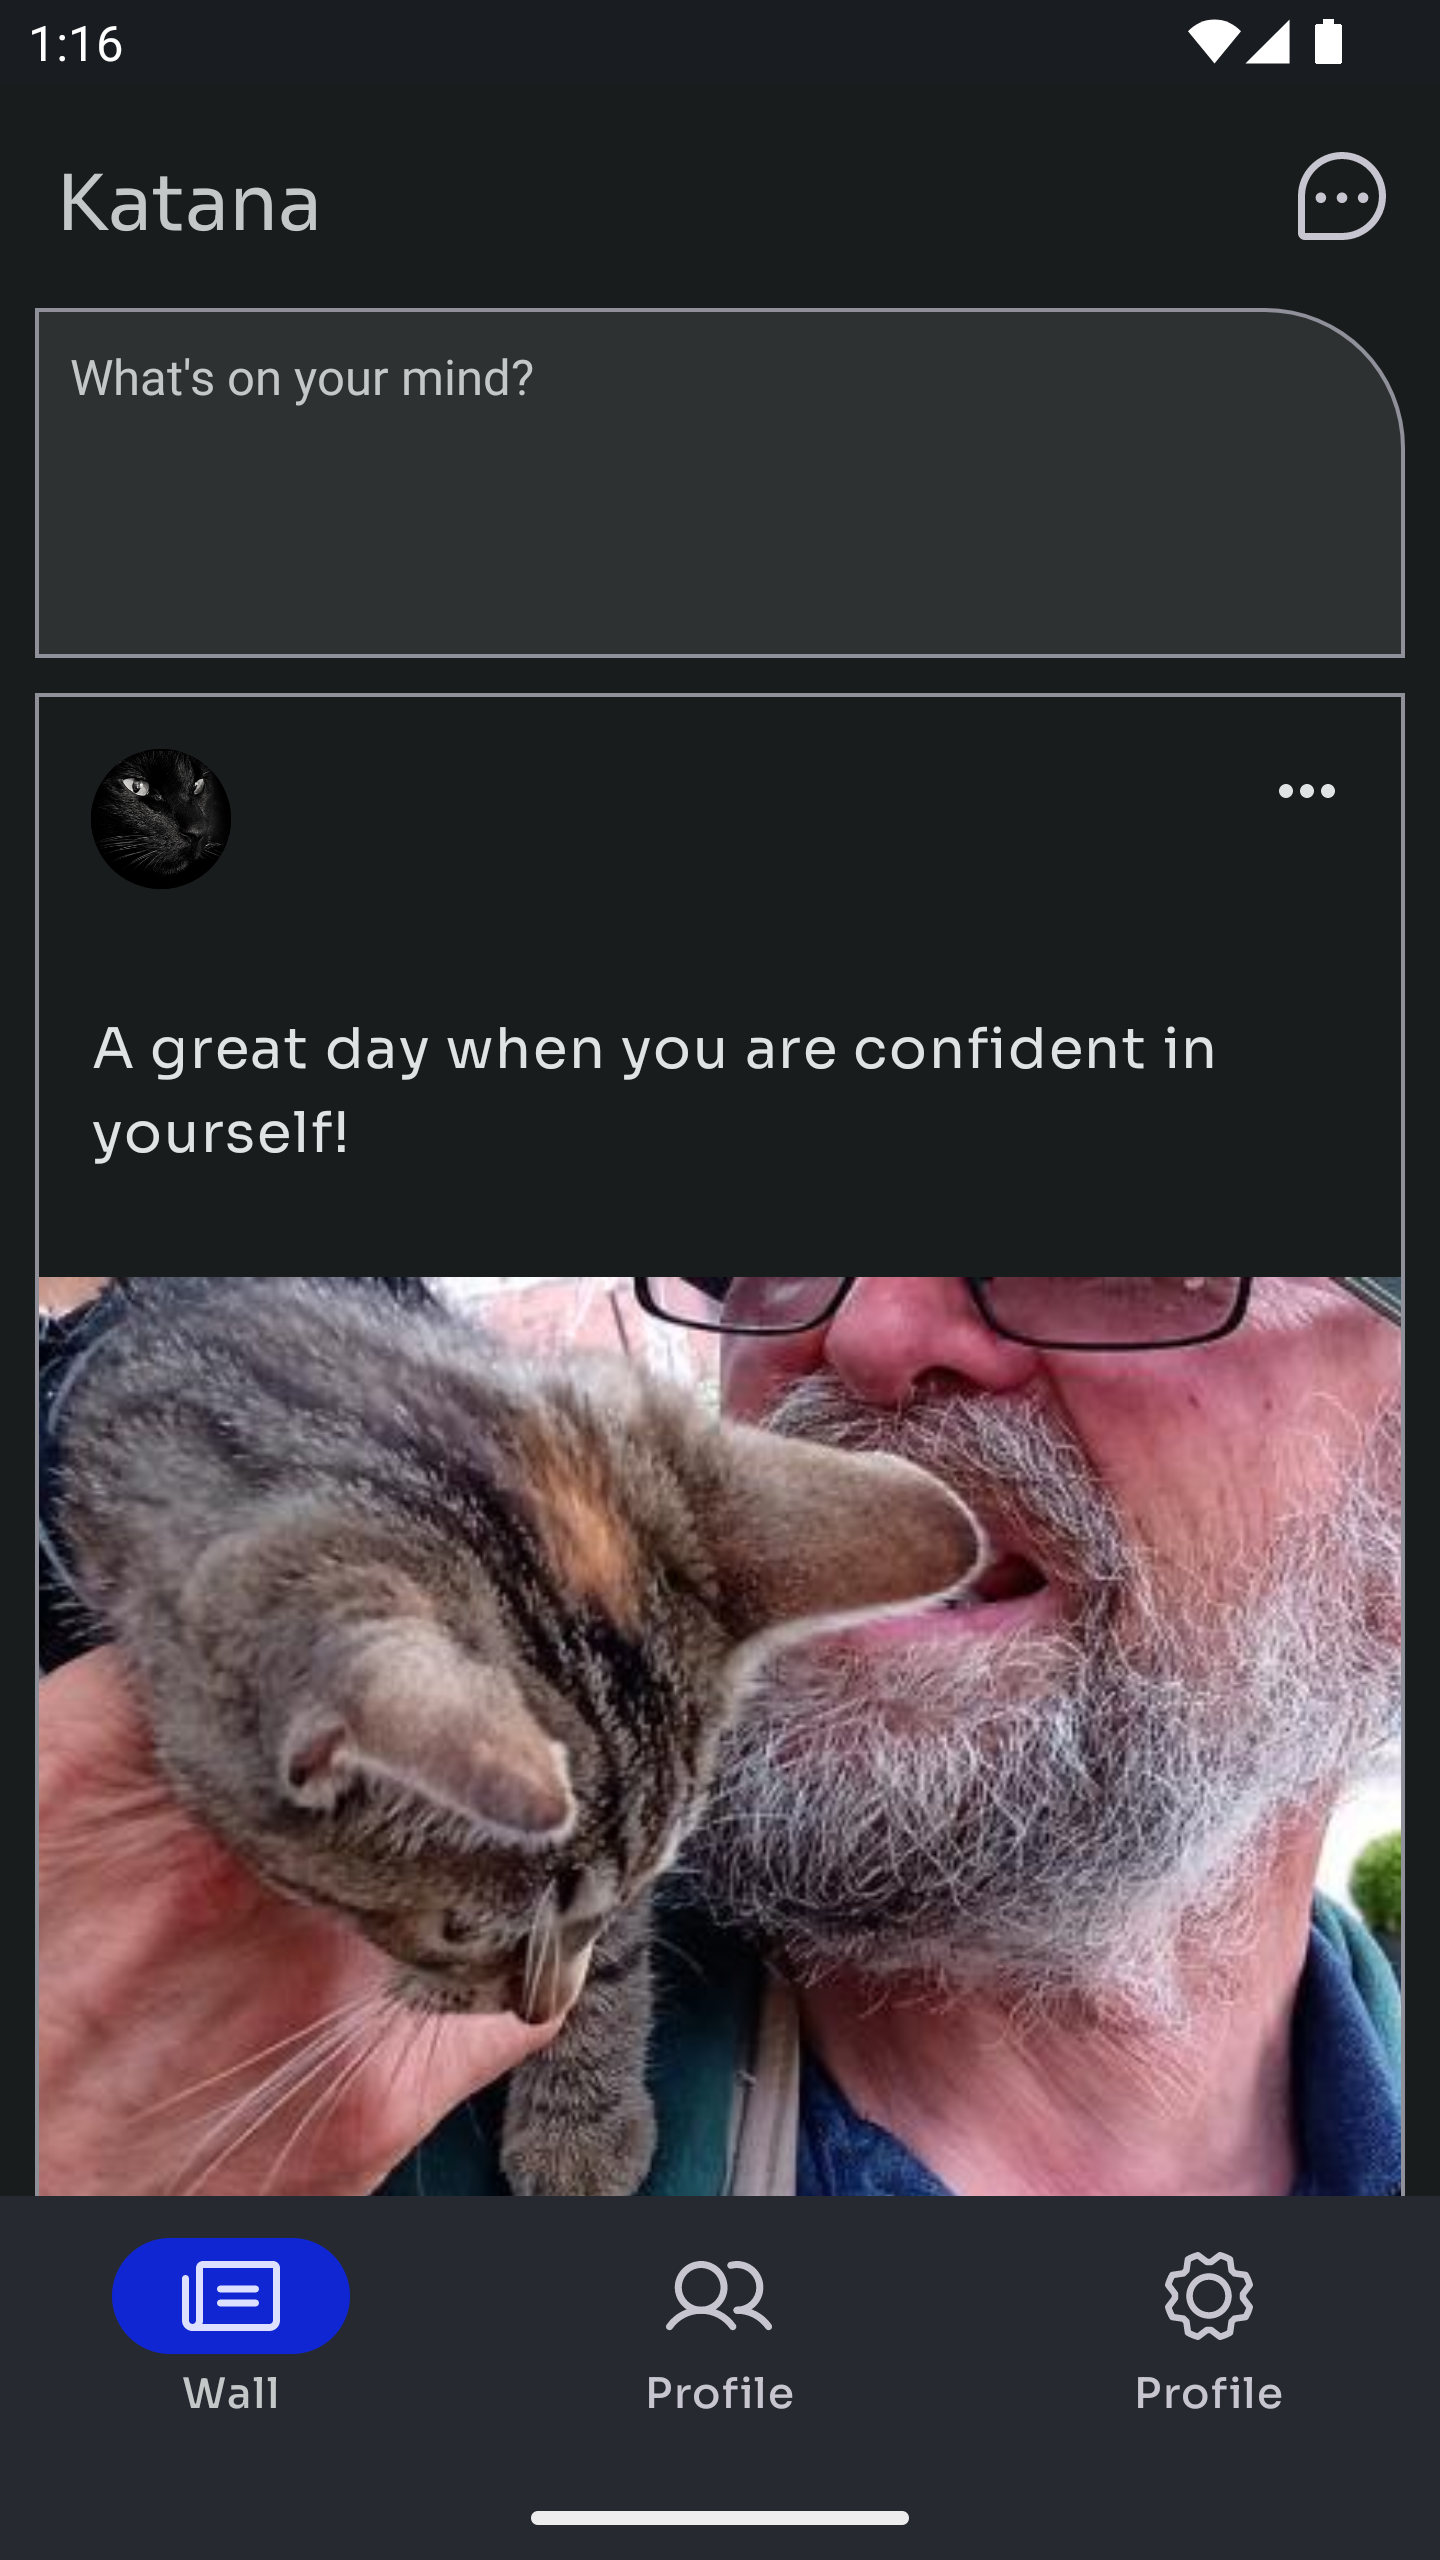 1:16
Katana
What's on your mind?
A great day when you are confident in
yourself!
Wall
Profile
Profile